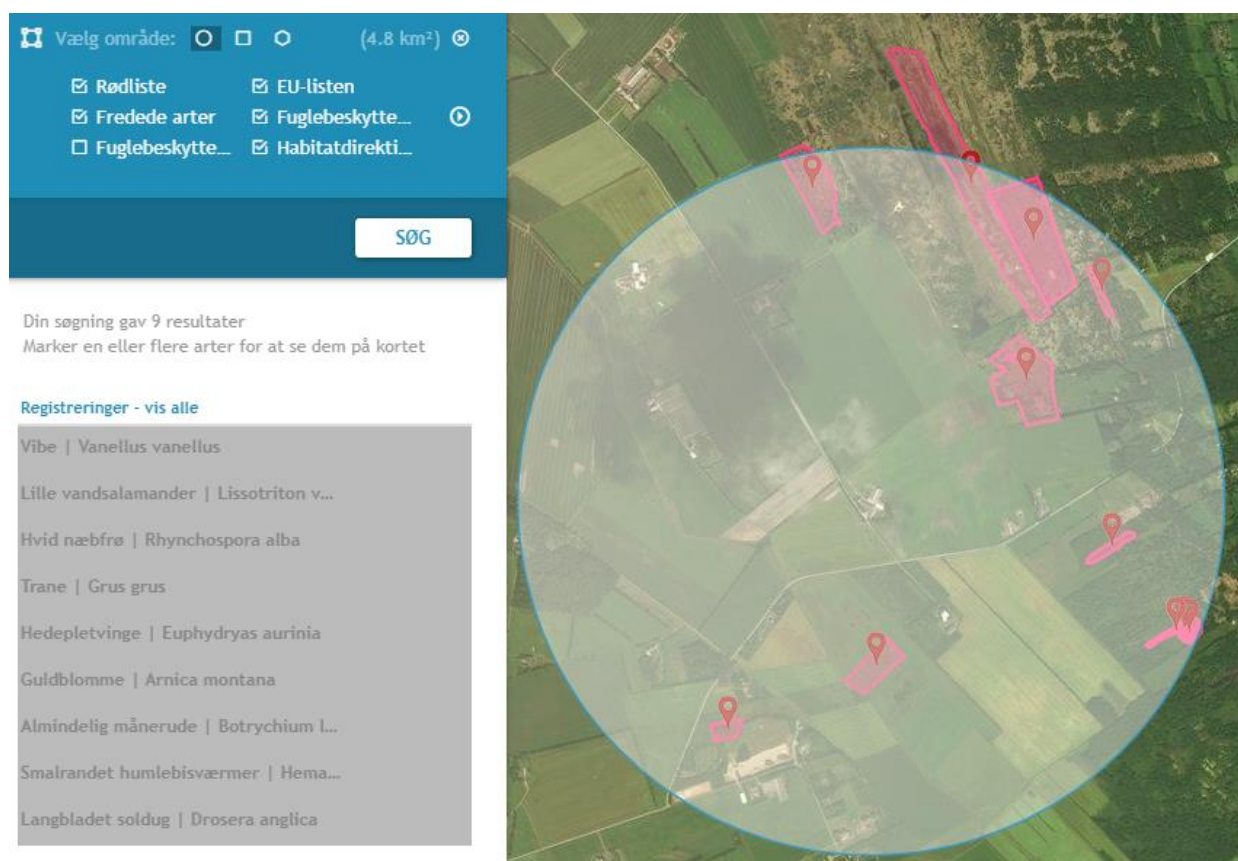 Vælg område: (4.8 km²)
Rødliste EU-listen
Fredede arter Fuglebeskytte...
Fuglebeskytte... Habitatdirekti...
SØG
Din søgning gav 9 resultater
Marker en eller flere arter for at se dem på kortet
Registreringer - vis alle
Vibe | Vanellus vanellus
Lille vandsalamander | Lissotriton v...
Hvid næbfrø | Rhynchospora alba
Trane | Grus grus
Hedepletvinge | Euphydryas aurinia
Guldblomme | Arnica montana
Almindelig månerude | Botrychium l...
Smalrandet humlebisværmer | Hema...
Langbladet soldug | Drosera anglica